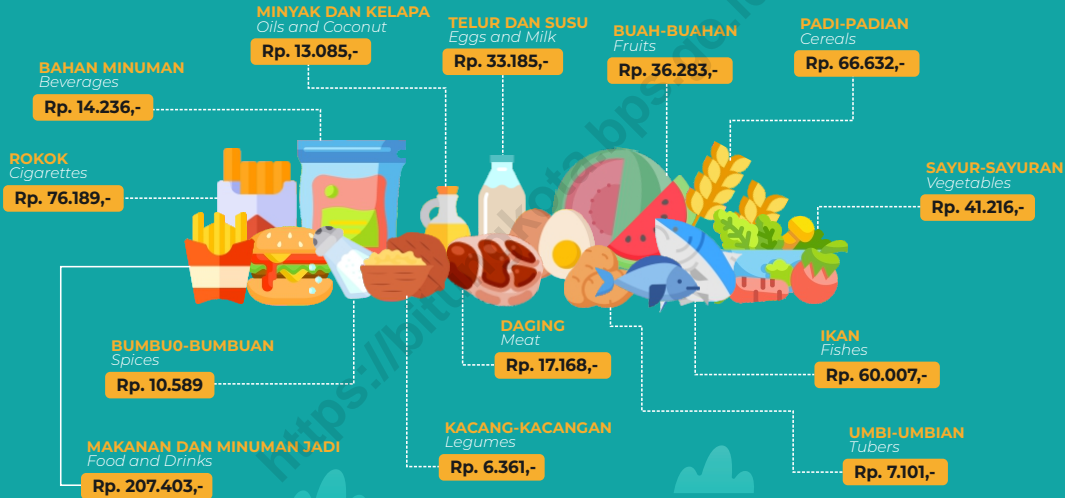 MINYAK DAN KELAPA
Oils and Coconut
Rp. 13.085,-
TELUR DAN SUSU
Eggs and Milk
Rp. 33.185,-
BUAH-BUAHAN
Fruits
Rp. 36.283,-
PADI-PADIAN
Cereals
Rp. 66.632,-
BAHAN MINUMAN
Beverages
Rp. 14.236,-
ROKOK
Cigarettes
Rp. 76.189,-
SAYUR-SAYURAN
Vegetables
Rp. 41.216,-
BUMBU0-BUMBUAN
Spices
Rp. 10.589
DAGING
Meat
Rp. 17.168,-
IKAN
Fishes
Rp. 60.007,-
MAKANAN DAN MINUMAN JADI
Food and Drinks
Rp. 207.403,-
KACANG-KACANGAN
Legumes
Rp. 6.361,-
UMBI-UMBIAN
Tubers
Rp. 7.101,-